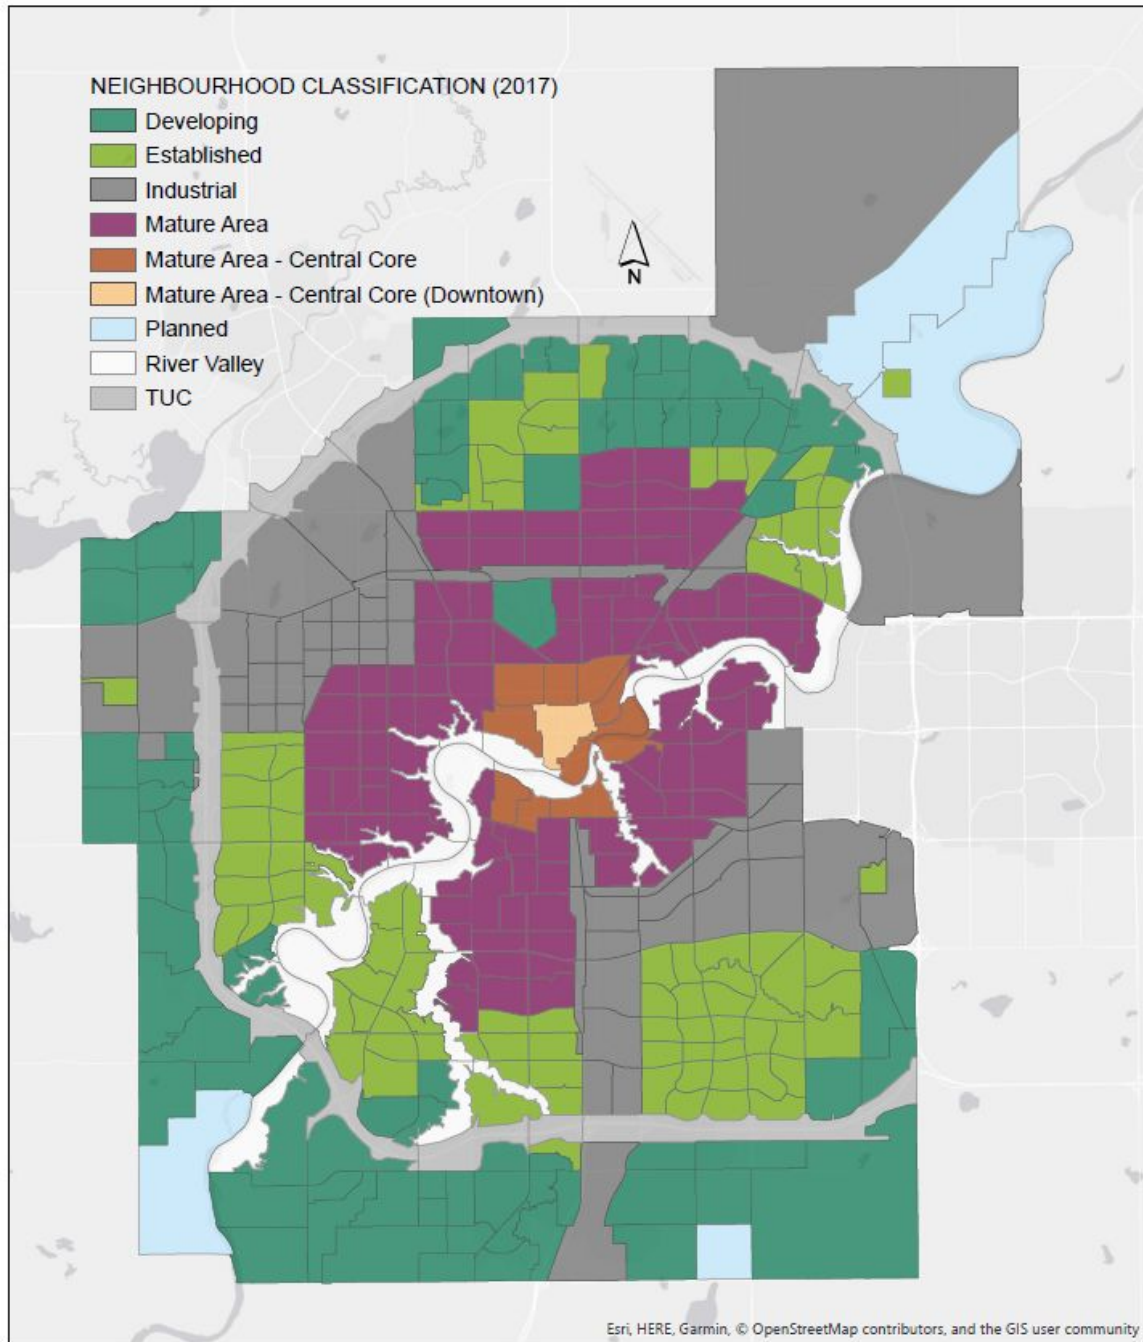 NEIGHBOURHOOD CLASSIFICATION (2017)
Developing
Established
Industrial
Mature Area
Mature Area - Central Core
Mature Area - Central Core (Downtown)
Planned
River Valley
TUC
N
Esri, HERE, Garmin, © OpenStreetMap contributors, and the GIS user community